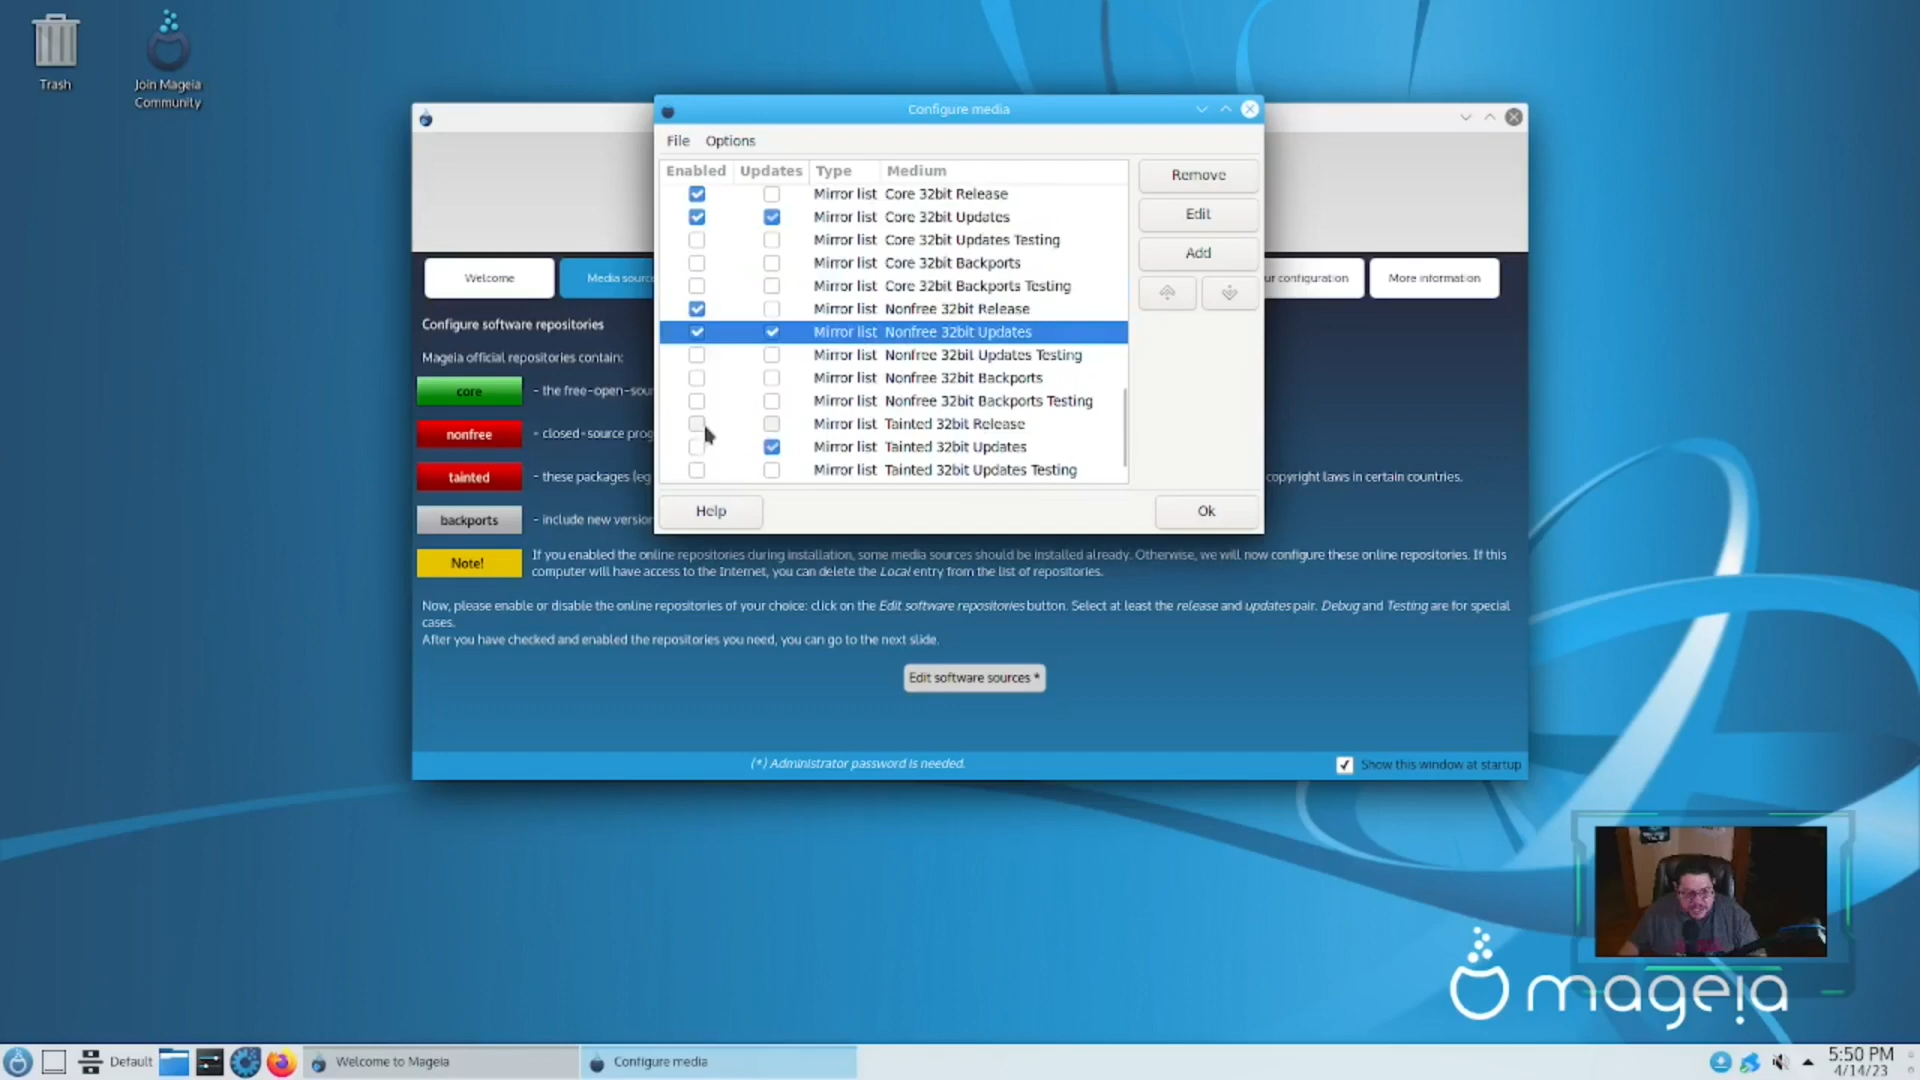 Trash
Join Mageia
Community
Configure media
File Options
Enabled Updates Type Medium
Mirror list Core 32bit Release
Mirror list Core 32bit Updates
Mirror list Core 32bit Updates Testing
Mirror list Core 32bit Backports
Mirror list Core 32bit Backports Testing
Mirror list Nonfree 32bit Release
Mirror list Nonfree 32bit Updates
Mirror list Nonfree 32bit Updates Testing
Mirror list Nonfree 32bit Backports
Mirror list Nonfree 32bit Backports Testing
Mirror list Tainted 32bit Release
Mirror list Tainted 32bit Updates
Mirror list Tainted 32bit Updates Testing
Remove
Edit
Add
Help Ok
Welcome Media sourc ur configuration More information
Configure software repositories
Mageia official repositories contain:
core - the free-open-sour
nonfree - closed-source prog
tainted - these packages (eg copyright laws in certain countries.
backports - include new version
Note! If you enabled the online repositories during installation, some media sources should be installed already. Otherwise, we will now configure these online repositories. If this
computer will have access to the Internet, you can delete the Local entry from the list of repositories.
Now, please enable or disable the online repositories of your choice: click on the Edit software repositories button. Select at least the release and updates pair. Debug and Testing are for special
cases.
After you have checked and enabled the repositories you need, you can go to the next slide.
Edit software sources *
(*) Administrator password is needed.
Show this window at startup
mageia
Default Welcome to Mageia Configure media 5:50 PM
4/14/23